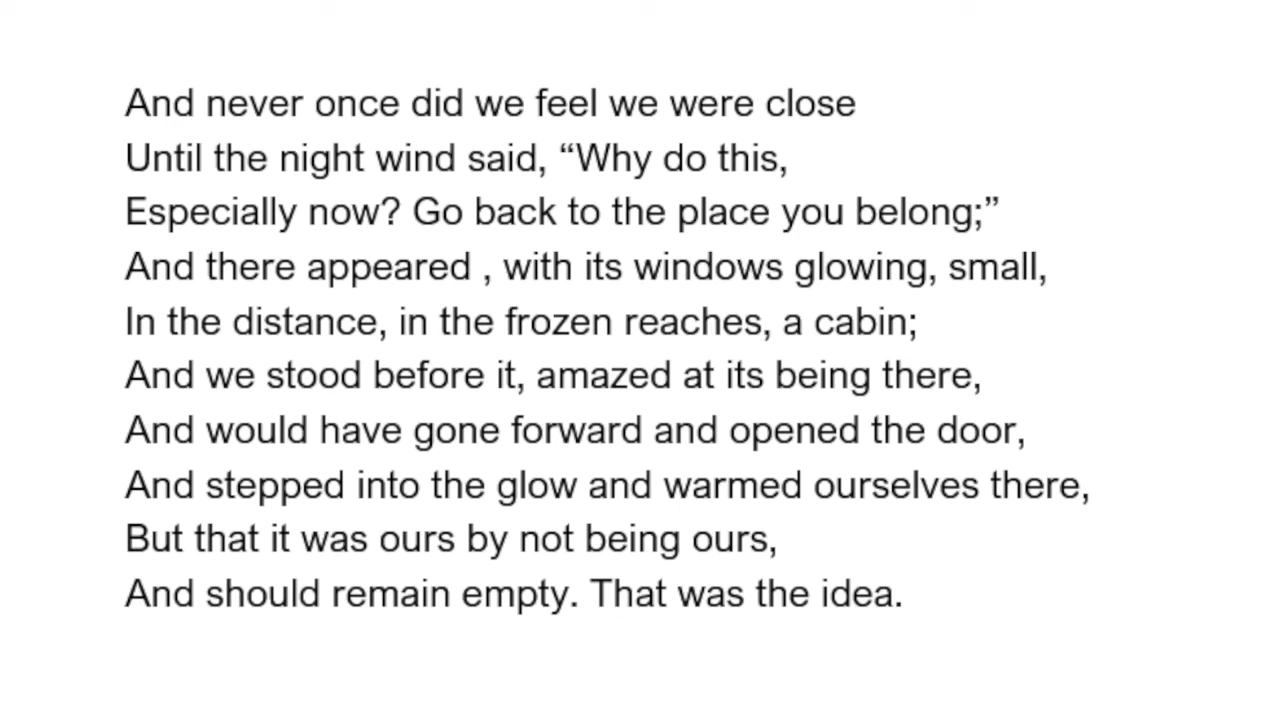 And never once did we feel we were close
Until the night wind said, “Why do this,
Especially now? Go back to the place you belong;”
And there appeared , with its windows glowing, small,
In the distance, in the frozen reaches, a cabin;
And we stood before it, amazed at its being there,
And would have gone forward and opened the door,
And stepped into the glow and warmed ourselves there,
But that it was ours by not being ours,
And should remain empty. That was the idea.